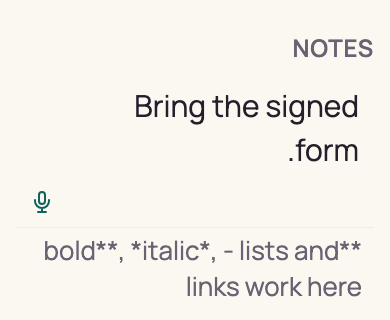 NOTES
Bring the signed
.form
bold**, *italic*, - lists and**
links work here